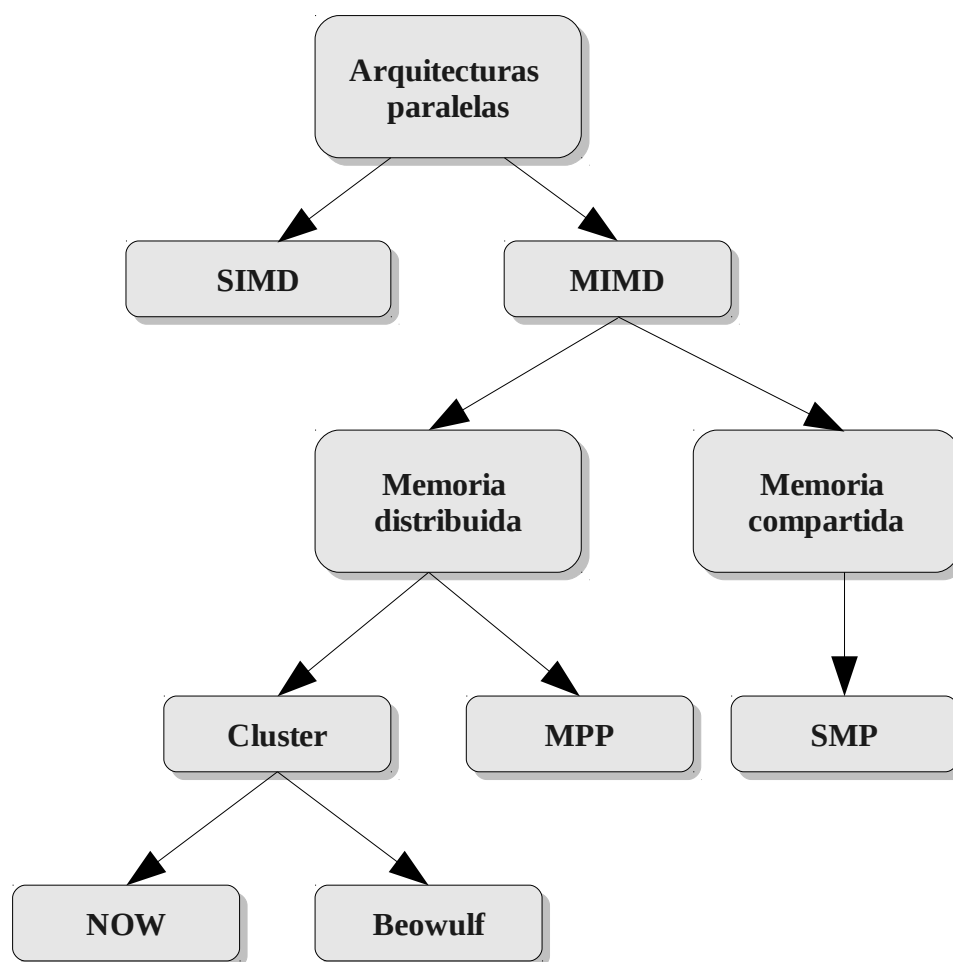 Arquitecturas
paralelas
SIMD
MIMD
Memoria
distribuida
Memoria
compartida
Cluster
MPP
SMP
NOW
Beowulf